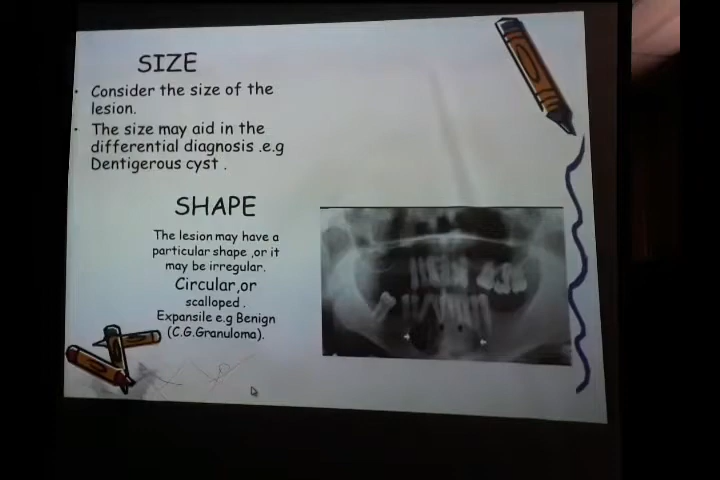 SIZE
• Consider the size of the
lesion.
• The size may aid in the
differential diagnosis .e.g
Dentigerous cyst .
SHAPE
The lesion may have a
particular shape ,or it
may be irregular.
Circular,or
scalloped .
Expansile e.g Benign
(C.G.Granuloma).